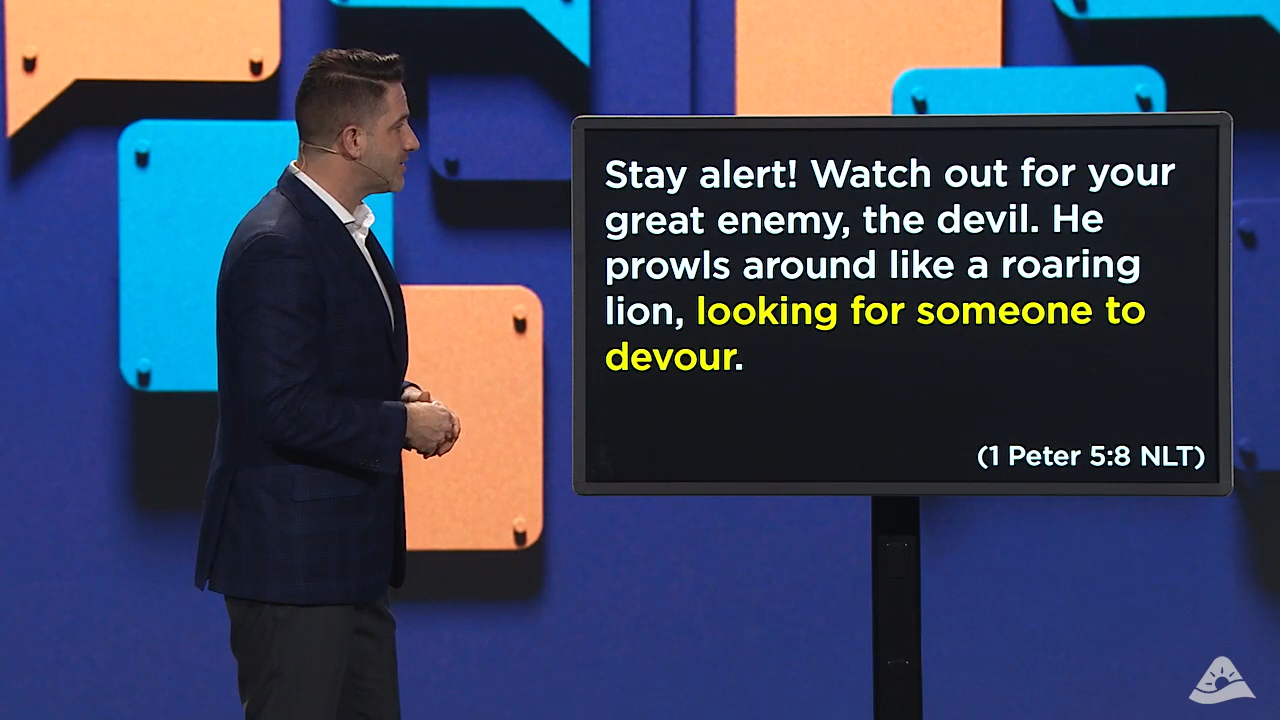 Stay alert! Watch out for your
great enemy, the devil. He
prowls around like a roaring
lion, looking for someone to
devour.
(1 Peter 5:8 NLT)